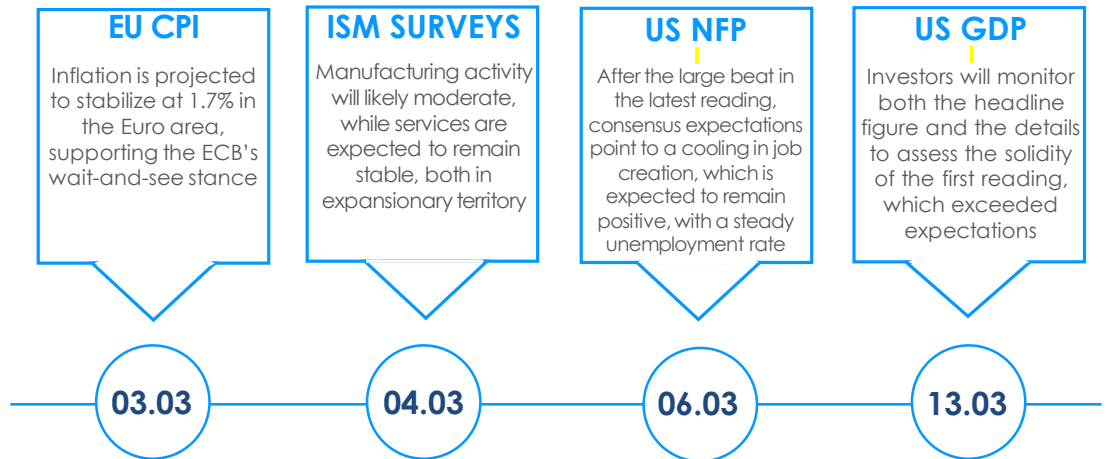 EU CPI
Inflation is projected
to stabilize at 1.7% in
the Euro area,
supporting the ECB's
wait-and-see stance
ISM SURVEYS
Manufacturing activity
will likely moderate,
while services are
expected to remain
stable, both in
expansionary territory
US NFP
After the large beat in
the latest reading,
consensus expectations
point to a cooling in job
creation, which is
expected to remain
positive, with a steady
unemployment rate
US GDP
Investors will monitor
both the headline
figure and the details
to assess the solidity
of the first reading,
which exceeded
expectations
03.03
04.03
06.03
13.03